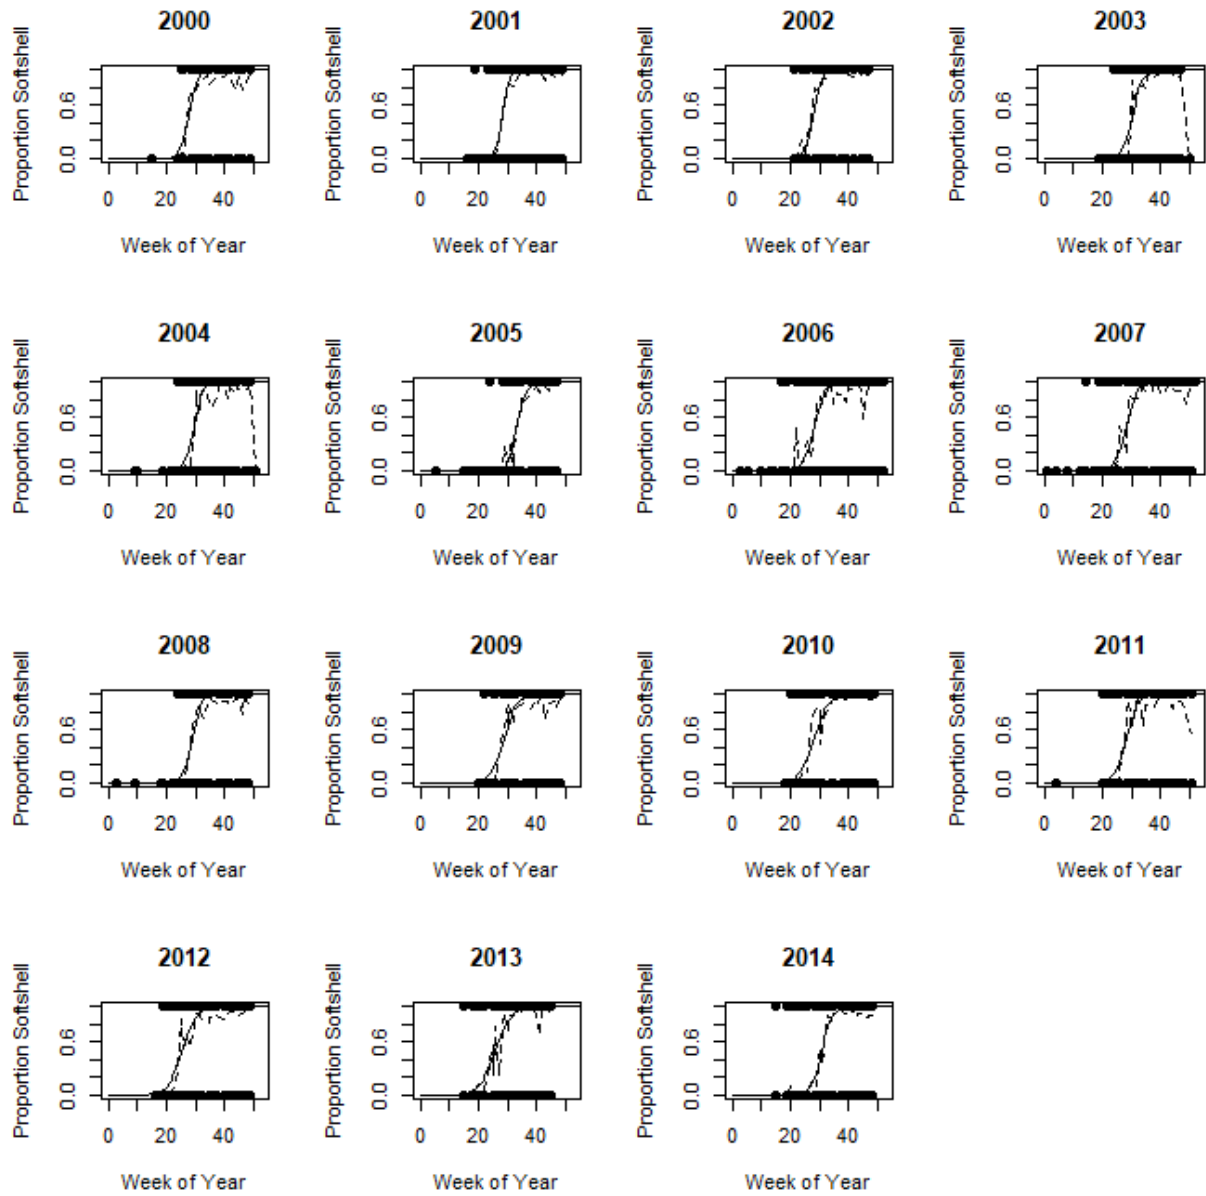 2000 2001 2002 2003
Proportion Softshell Proportion Softshell Proportion Softshell Proportion Softshell
0.6 0.6 0.6 0.6
0.0 0.0 0.0 0.0
0 20 40 0 20 40 0 20 40 0 20 40
Week of Year Week of Year Week of Year Week of Year
2004 2005 2006 2007
Proportion Softshell Proportion Softshell Proportion Softshell Proportion Softshell
0.6 0.6 0.6 0.6
0.0 0.0 0.0 0.0
0 20 40 0 20 40 0 20 40 0 20 40
Week of Year Week of Year Week of Year Week of Year
2008 2009 2010 2011
Proportion Softshell Proportion Softshell Proportion Softshell Proportion Softshell
0.6 0.6 0.6 0.6
0.0 0.0 0.0 0.0
0 20 40 0 20 40 0 20 40 0 20 40
Week of Year Week of Year Week of Year Week of Year
2012 2013 2014
Proportion Softshell Proportion Softshell Proportion Softshell
0.6 0.6 0.6
0.0 0.0 0.0
0 20 40 0 20 40 0 20 40
Week of Year Week of Year Week of Year